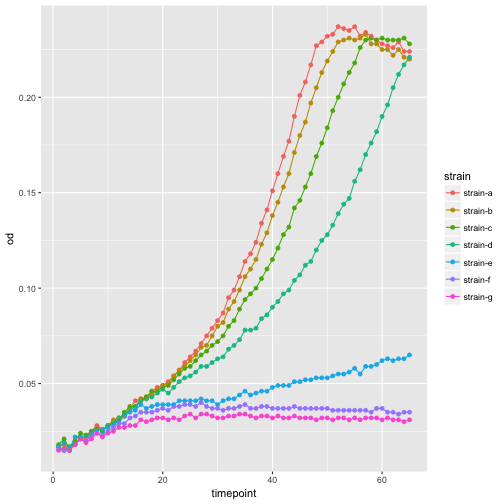 0.20
0.15
0.10
0.05
od
0
20
40
60
timepoint
strain
strain-a
strain-b
strain-c
strain-d
strain-e
strain-f
strain-g